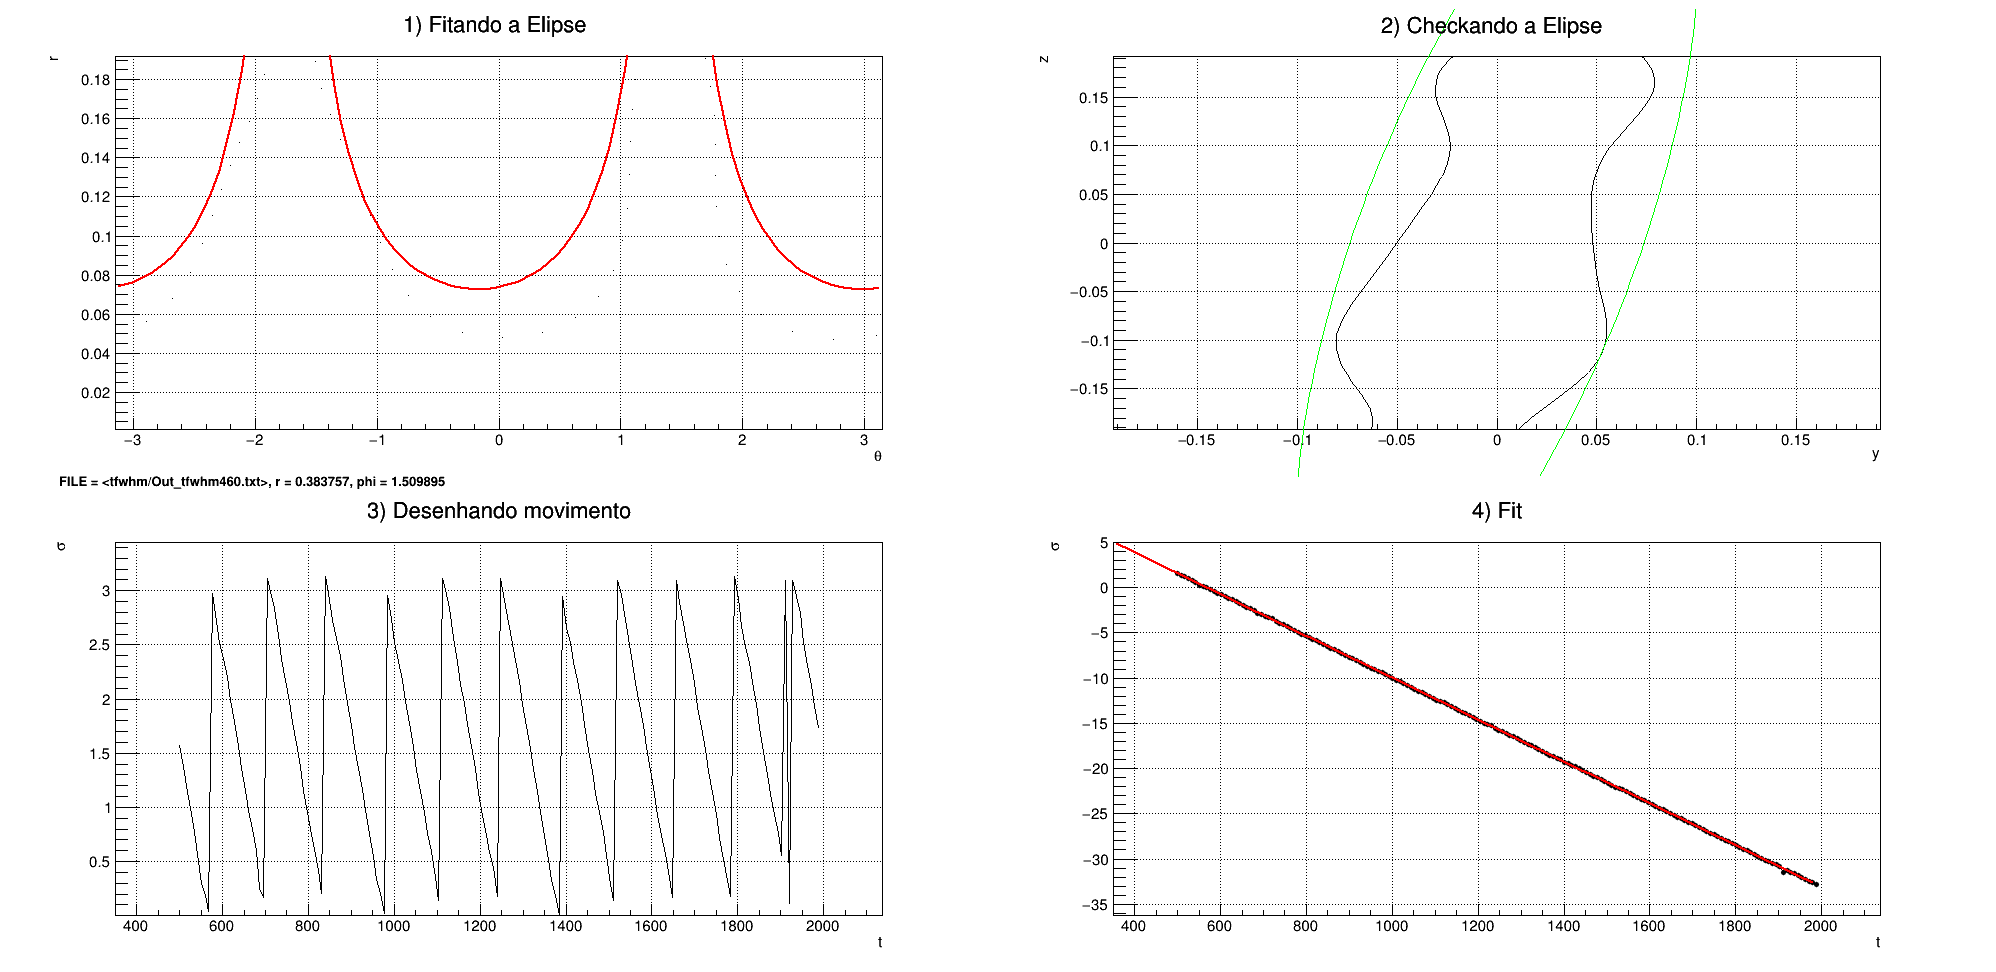 1) Fitando a Elipse
r
0.18
0.16
0.14
0.12
0.1
0.08
0.06
0.04
0.02
−3 −2 −1 0 1 2 3
θ
2) Checkando a Elipse
z
0.15
0.1
0.05
0
−0.05
−0.1
−0.15
−0.15 −0.1 −0.05 0 0.05 0.1 0.15
y
FILE = <tfwhm/Out_tfwhm460.txt>, r = 0.383757, phi = 1.509895
3) Desenhando movimento
σ
3
2.5
2
1.5
1
0.5
400 600 800 1000 1200 1400 1600 1800 2000
t
4) Fit
σ
5
0
−5
−10
−15
−20
−25
−30
−35
400 600 800 1000 1200 1400 1600 1800 2000
t